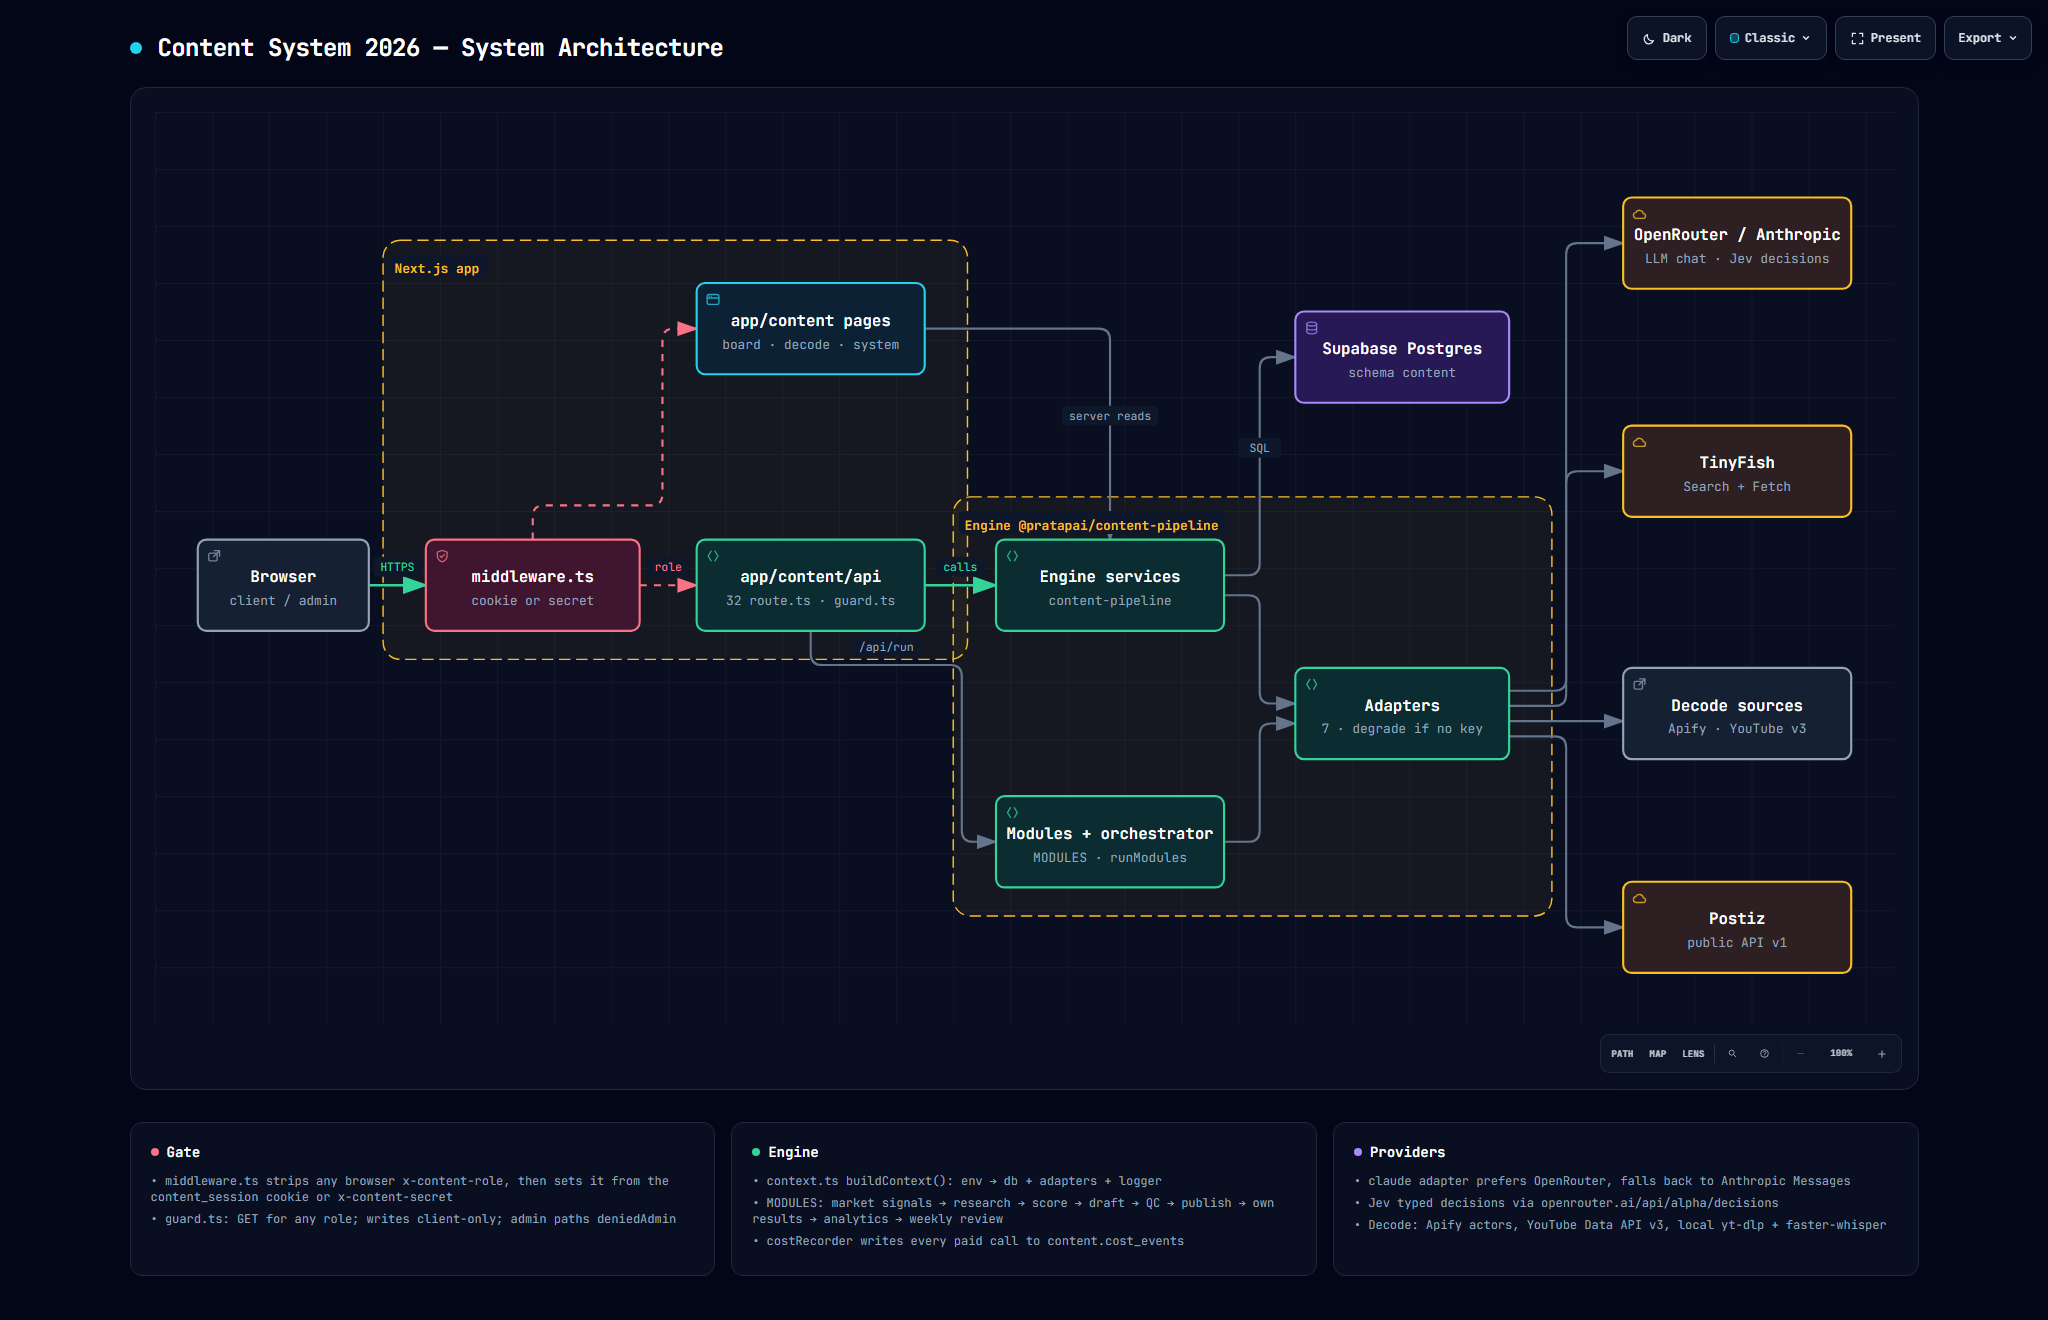 Content System 2026 — System Architecture
Dark
Classic
Present
Export
Next.js app
app/content pages
board · decode · system
OpenRouter / Anthropic
LLM chat · Jev decisions
Supabase Postgres
schema content
server reads
SQL
TinyFish
Search + Fetch
Engine @pratapai/content-pipeline
Browser
client / admin
HTTPS
middleware.ts
cookie or secret
role
app/content/api
32 route.ts · guard.ts
calls
Engine services
content-pipeline
/api/run
Adapters
7 · degrade if no key
Decode sources
Apify · YouTube v3
Modules + orchestrator
MODULES · runModules
Postiz
public API v1
PATH
MAP
LENS
100%
Gate
• middleware.ts strips any browser x-content-role, then sets it from the
content_session cookie or x-content-secret
• guard.ts: GET for any role; writes client-only; admin paths deniedAdmin
Engine
• context.ts buildContext(): env → db + adapters + logger
• MODULES: market signals → research → score → draft → QC → publish → own
results → analytics → weekly review
• costRecorder writes every paid call to content.cost_events
Providers
• claude adapter prefers OpenRouter, falls back to Anthropic Messages
• Jev typed decisions via openrouter.ai/api/alpha/decisions
• Decode: Apify actors, YouTube Data API v3, local yt-dlp + faster-whisper